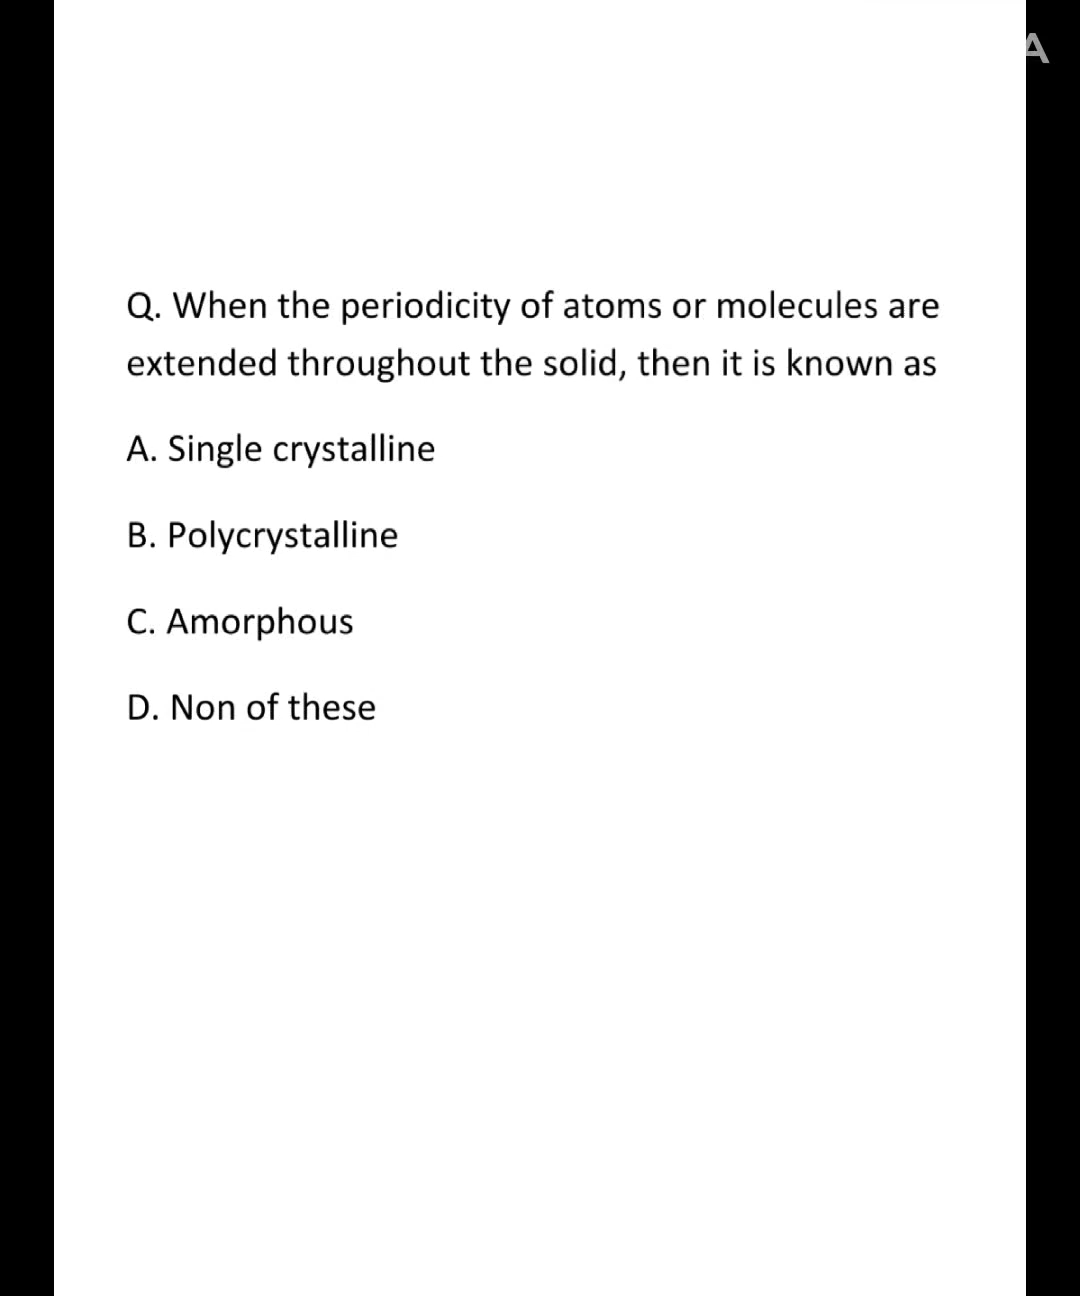 A
Q. When the periodicity of atoms or molecules are
extended throughout the solid, then it is known as
A. Single crystalline
B. Polycrystalline
C. Amorphous
D. Non of these